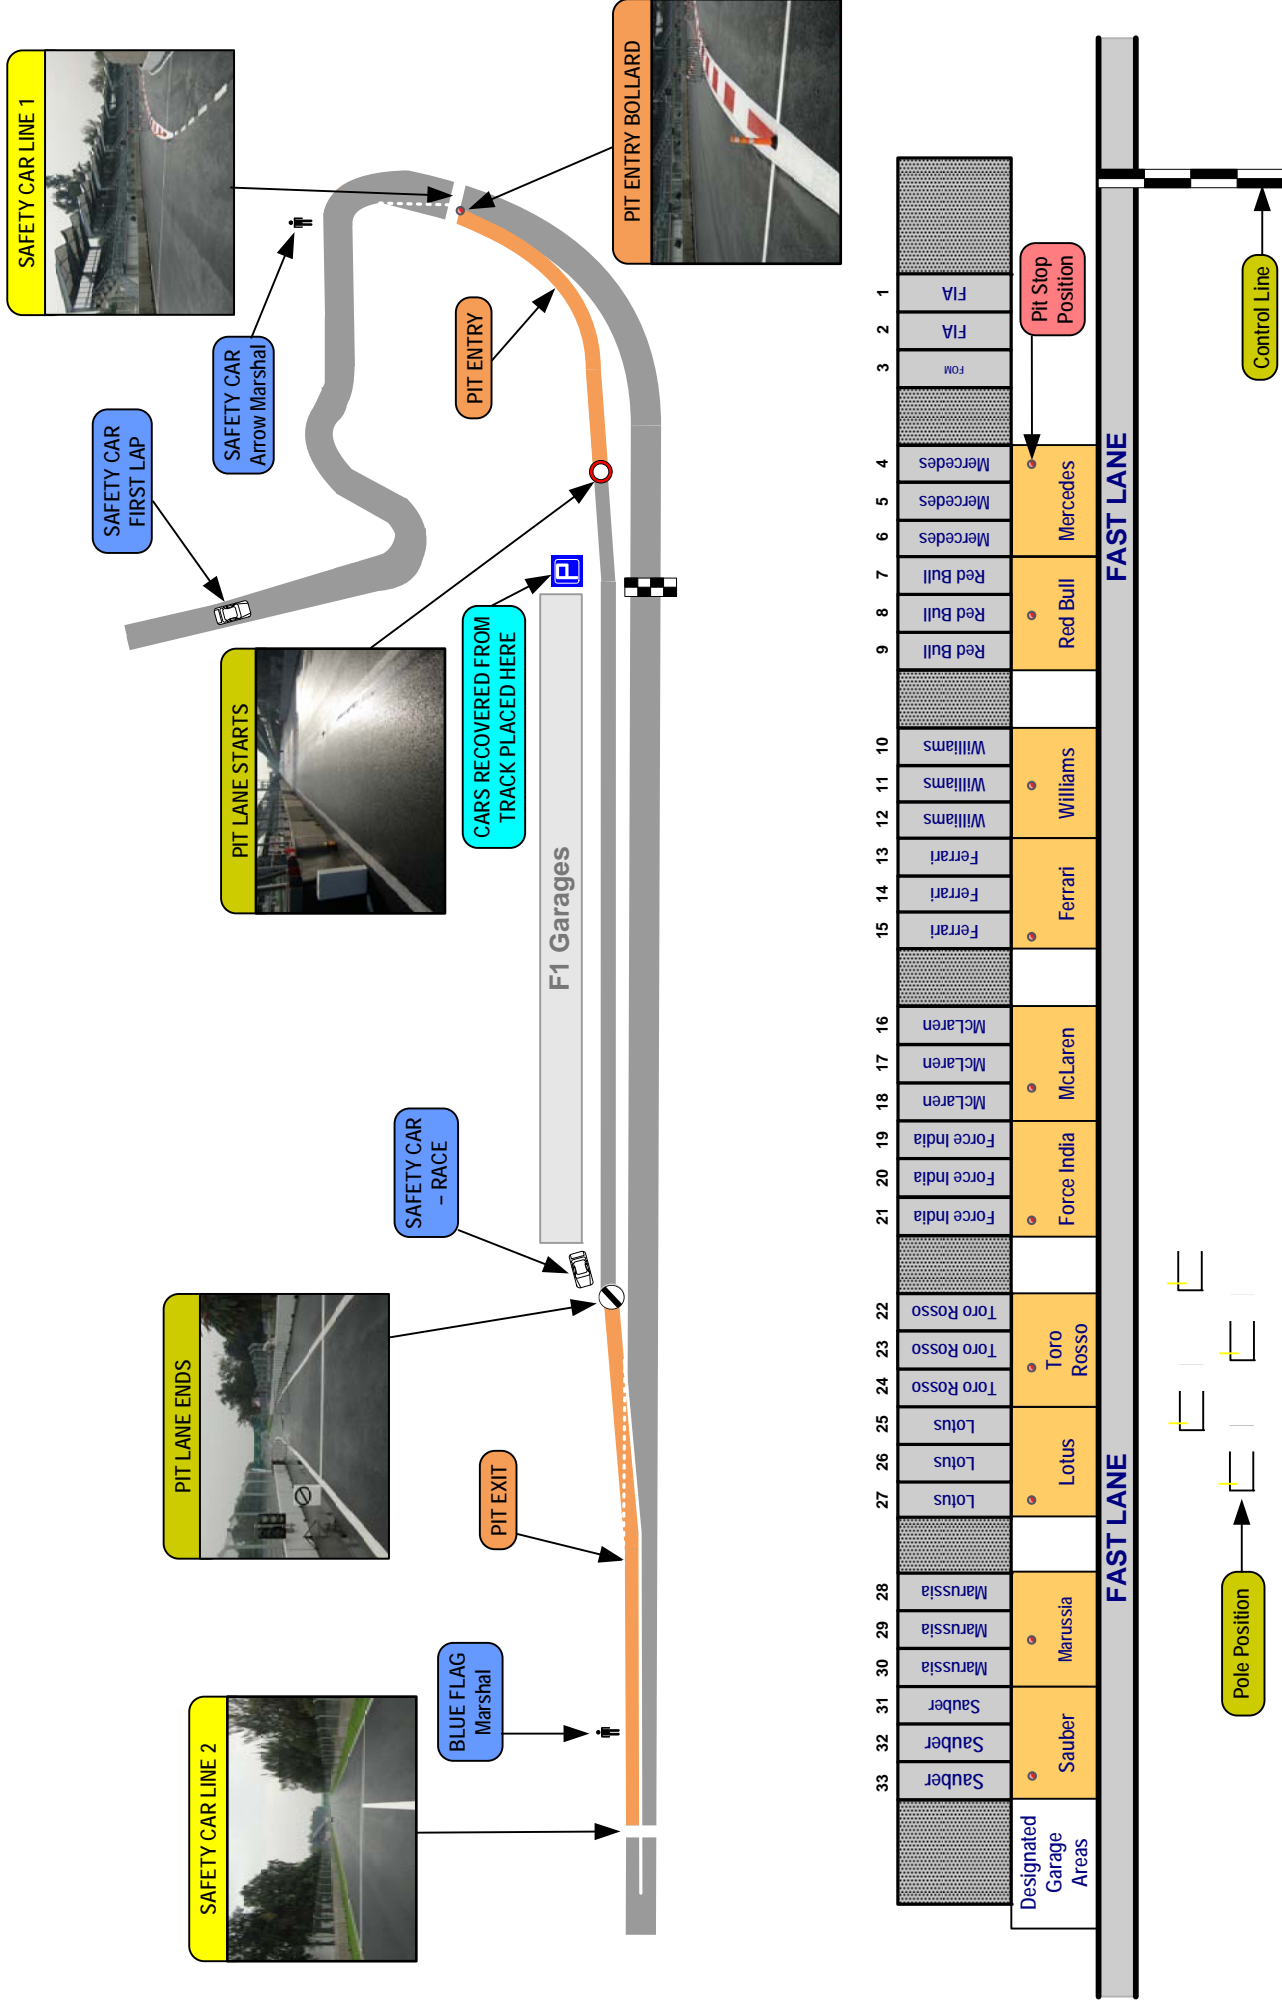 SAFETY CAR LINE 2
PIT LANE ENDS
PIT LANE STARTS
SAFETY CAR LINE 1
SAFETY CAR
FIRST LAP
SAFETY CAR
Arrow Marshal
BLUE FLAG
Marshal
PIT EXIT
SAFETY CAR
– RACE
CARS RECOVERED FROM
TRACK PLACED HERE
P
PIT ENTRY
PIT ENTRY BOLLARD
F1 Garages
33
32
31
30
29
28
27
26
25
24
23
22
21
20
19
18
17
16
15
14
13
12
11
10
9
8
7
6
5
4
3
2
1
Sauber
Sauber
Sauber
Marussia
Marussia
Marussia
Lotus
Lotus
Lotus
Toro Rosso
Toro Rosso
Toro Rosso
Force India
Force India
Force India
McLaren
McLaren
McLaren
Ferrari
Ferrari
Ferrari
Williams
Williams
Williams
Red Bull
Red Bull
Red Bull
Mercedes
Mercedes
Mercedes
FOM
FIA
FIA
Designated
Garage
Areas
Sauber
Marussia
Lotus
Toro
Rosso
Force India
McLaren
Ferrari
Williams
Red Bull
Mercedes
Pit Stop
Position
FAST LANE
FAST LANE
Pole Position
Control Line